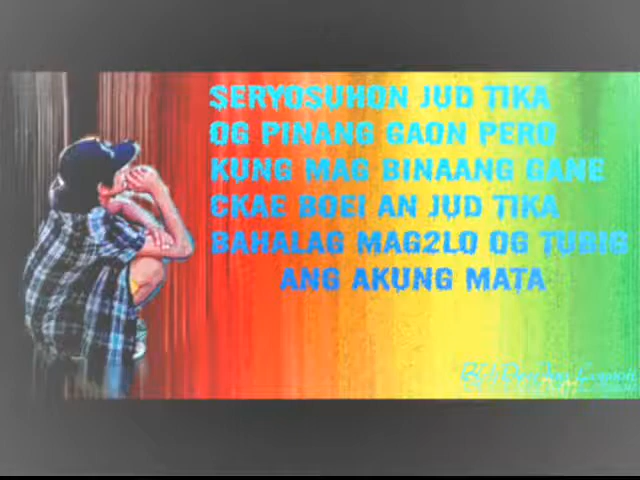 SERYOSUHON JUD TIKA
OG PINANG GAON PERO
KUNG MAG BINAANG GANE
CKAE BOEI AN JUD TIKA
BAHALAG MAG2LO OG TUBIG
ANG AKUNG MATA